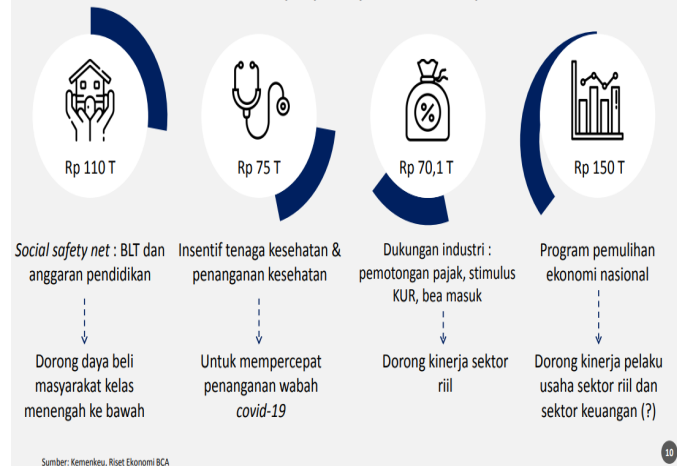 Rp 110 T
Rp 75 T
Rp 70,1 T
Rp 150 T
Social safety net : BLT dan
anggaran pendidikan
Insentif tenaga kesehatan &
penanganan kesehatan
Dukungan industri :
pemotongan pajak, stimulus
KUR, bea masuk
Program pemulihan
ekonomi nasional
Dorong daya beli
masyarakat kelas
menengah ke bawah
Untuk mempercepat
penanganan wabah
covid-19
Dorong kinerja sektor
riil
Dorong kinerja pelaku
usaha sektor riil dan
sektor keuangan (?)
Sumber: Kemenkeu, Riset Ekonomi BCA
10